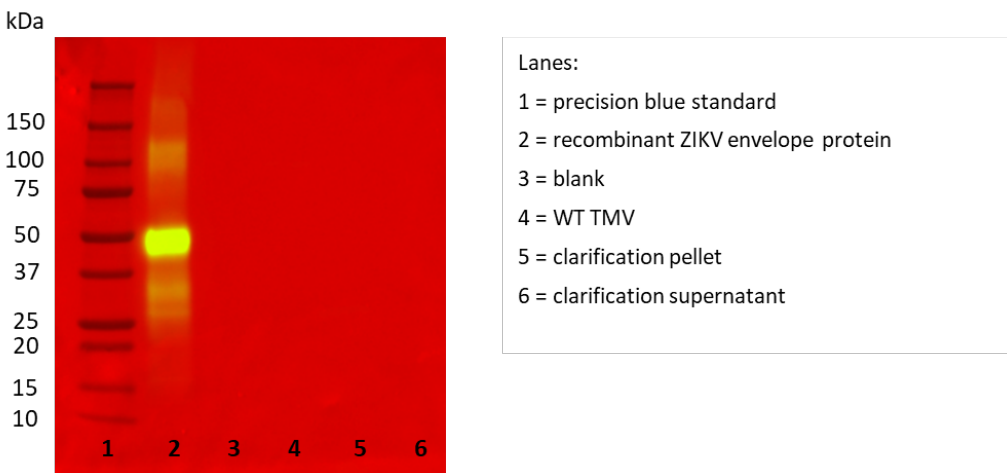 kDa
150
100
75
50
37
25
20
15
10
1 2 3 4 5 6
Lanes:
1 = precision blue standard
2 = recombinant ZIKV envelope protein
3 = blank
4 = WT TMV
5 = clarification pellet
6 = clarification supernatant